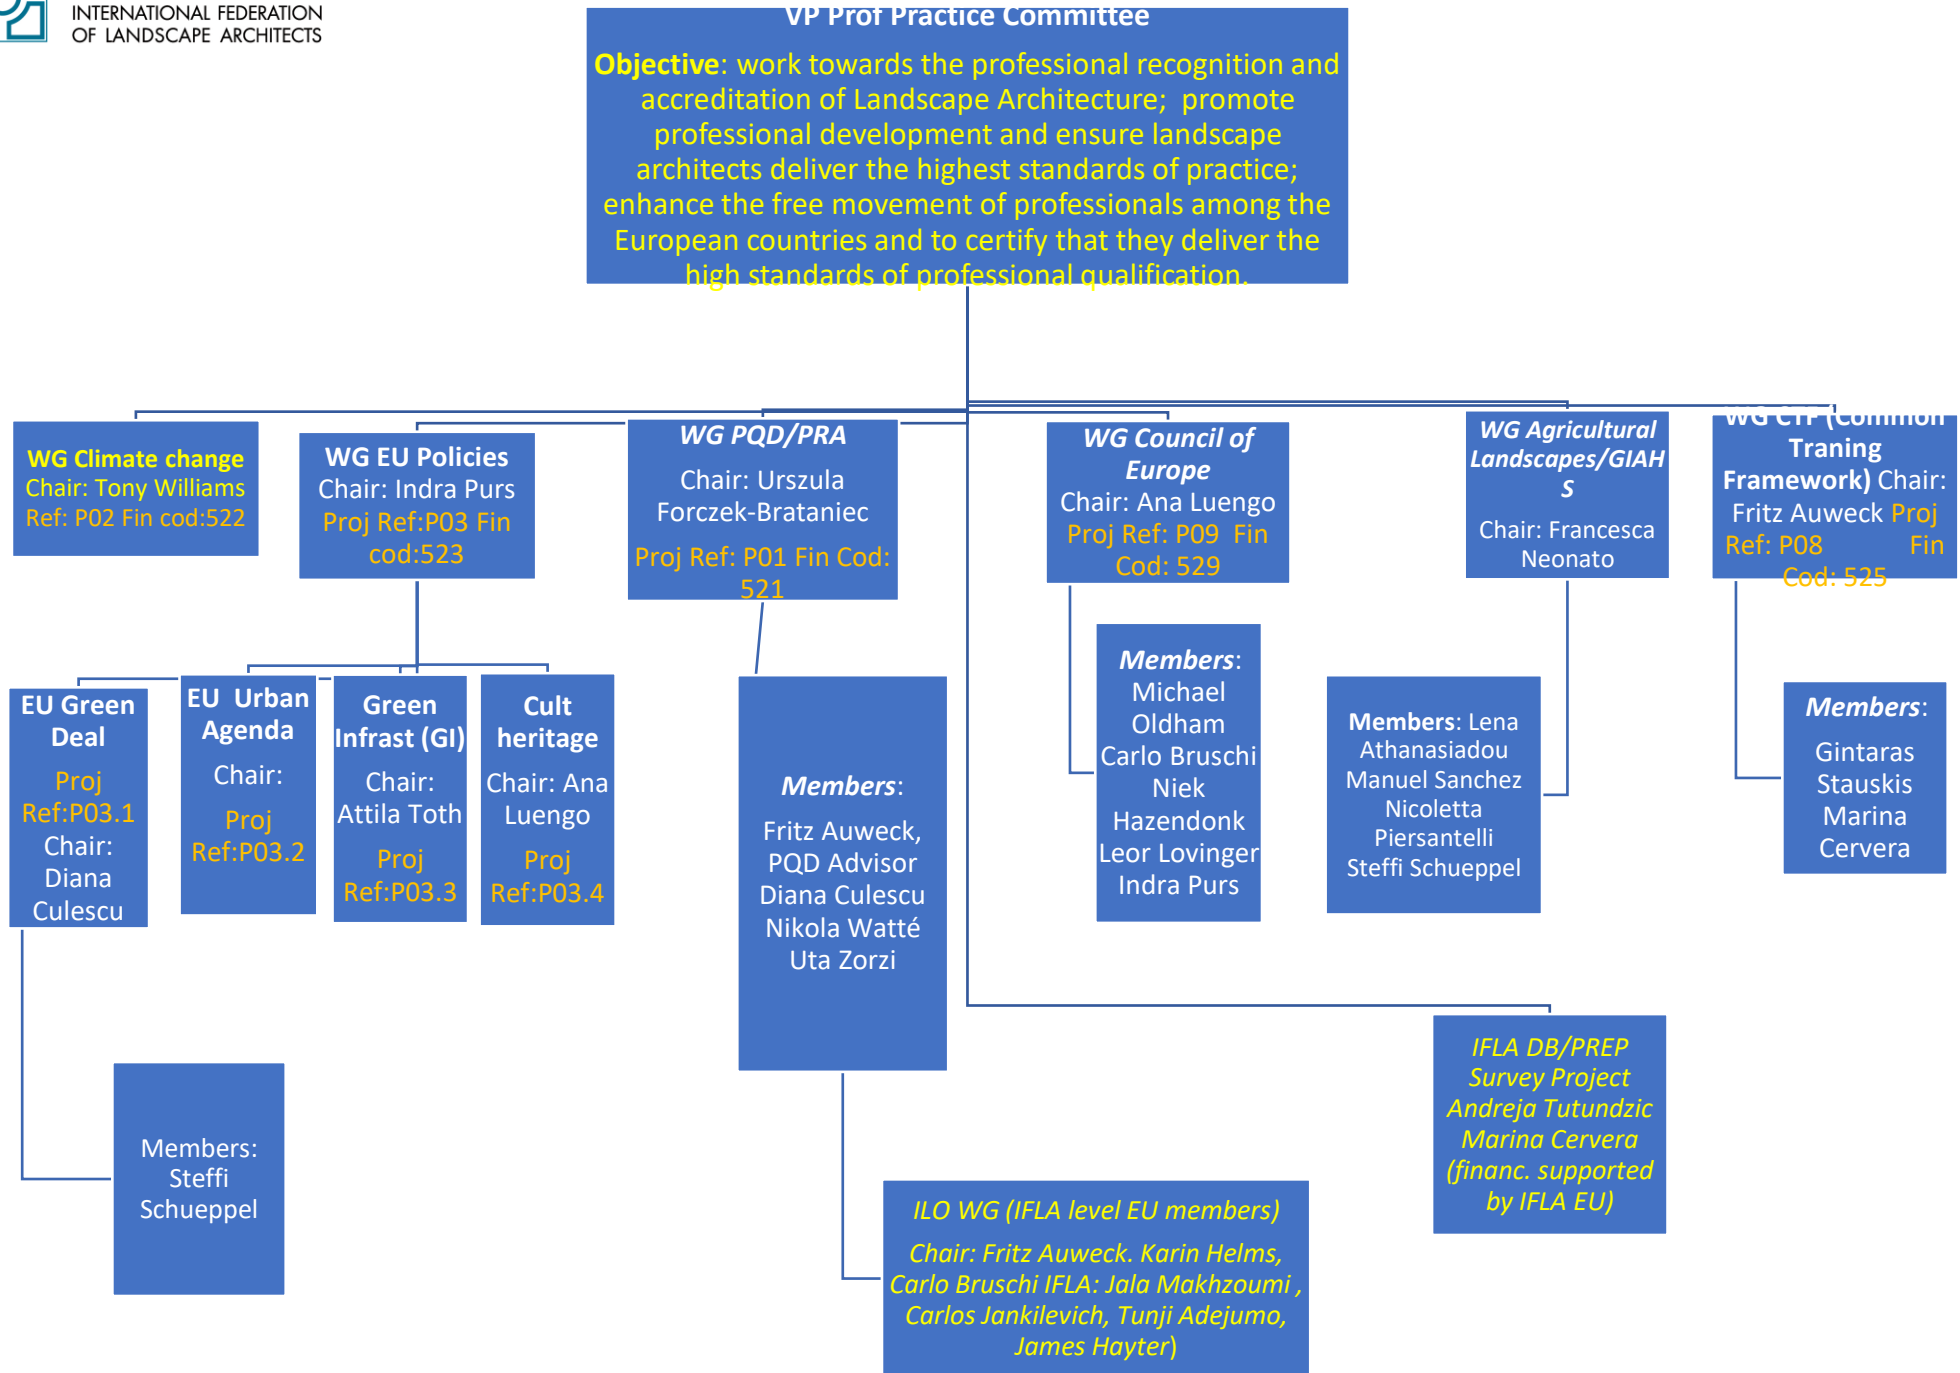 INTERNATIONAL FEDERATION
OF LANDSCAPE ARCHITECTS
VP Prof Practice Committee
Objective: work towards the professional recognition and
accreditation of Landscape Architecture;  promote
professional development and ensure landscape
architects deliver the highest standards of practice;
enhance the free movement of professionals among the
European countries and to certify that they deliver the
high standards of professional qualification.
WG Climate change
Chair: Tony Williams
Ref: P02 Fin cod:522
WG EU Policies
Chair: Indra Purs
Proj Ref:P03 Fin
cod:523
WG PQD/PRA
Chair: Urszula
Forczek-Brataniec
Proj Ref: P01 Fin Cod:
521
WG Council of
Europe
Chair: Ana Luengo
Proj Ref: P09  Fin
Cod: 529
WG Agricultural
Landscapes/GIAH
S
Chair: Francesca
Neonato
WG CTF (Common
Traning
Framework) Chair:
Fritz Auweck Proj
Ref: P08 Fin
Cod: 525
EU Green
Deal
Proj
Ref:P03.1
Chair:
Diana
Culescu
EU  Urban
Agenda
Chair:
Proj
Ref:P03.2
Green
Infrast (GI)
Chair:
Attila Toth
Proj
Ref:P03.3
Cult
heritage
Chair: Ana
Luengo
Proj
Ref:P03.4
Members:
Fritz Auweck,
PQD Advisor
Diana Culescu
Nikola Watté
Uta Zorzi
Members:
Michael
Oldham
Carlo Bruschi
Niek
Hazendonk
Leor Lovinger
Indra Purs
Members: Lena
Athanasiadou
Manuel Sanchez
Nicoletta
Piersantelli
Steffi Schueppel
Members:
Gintaras
Stauskis
Marina
Cervera
Members:
Steffi
Schueppel
ILO WG (IFLA level EU members)
Chair: Fritz Auweck. Karin Helms,
Carlo Bruschi IFLA: Jala Makhzoumi ,
Carlos Jankilevich, Tunji Adejumo,
James Hayter)
IFLA DB/PREP
Survey Project
Andreja Tutundzic
Marina Cervera
(financ. supported
by IFLA EU)